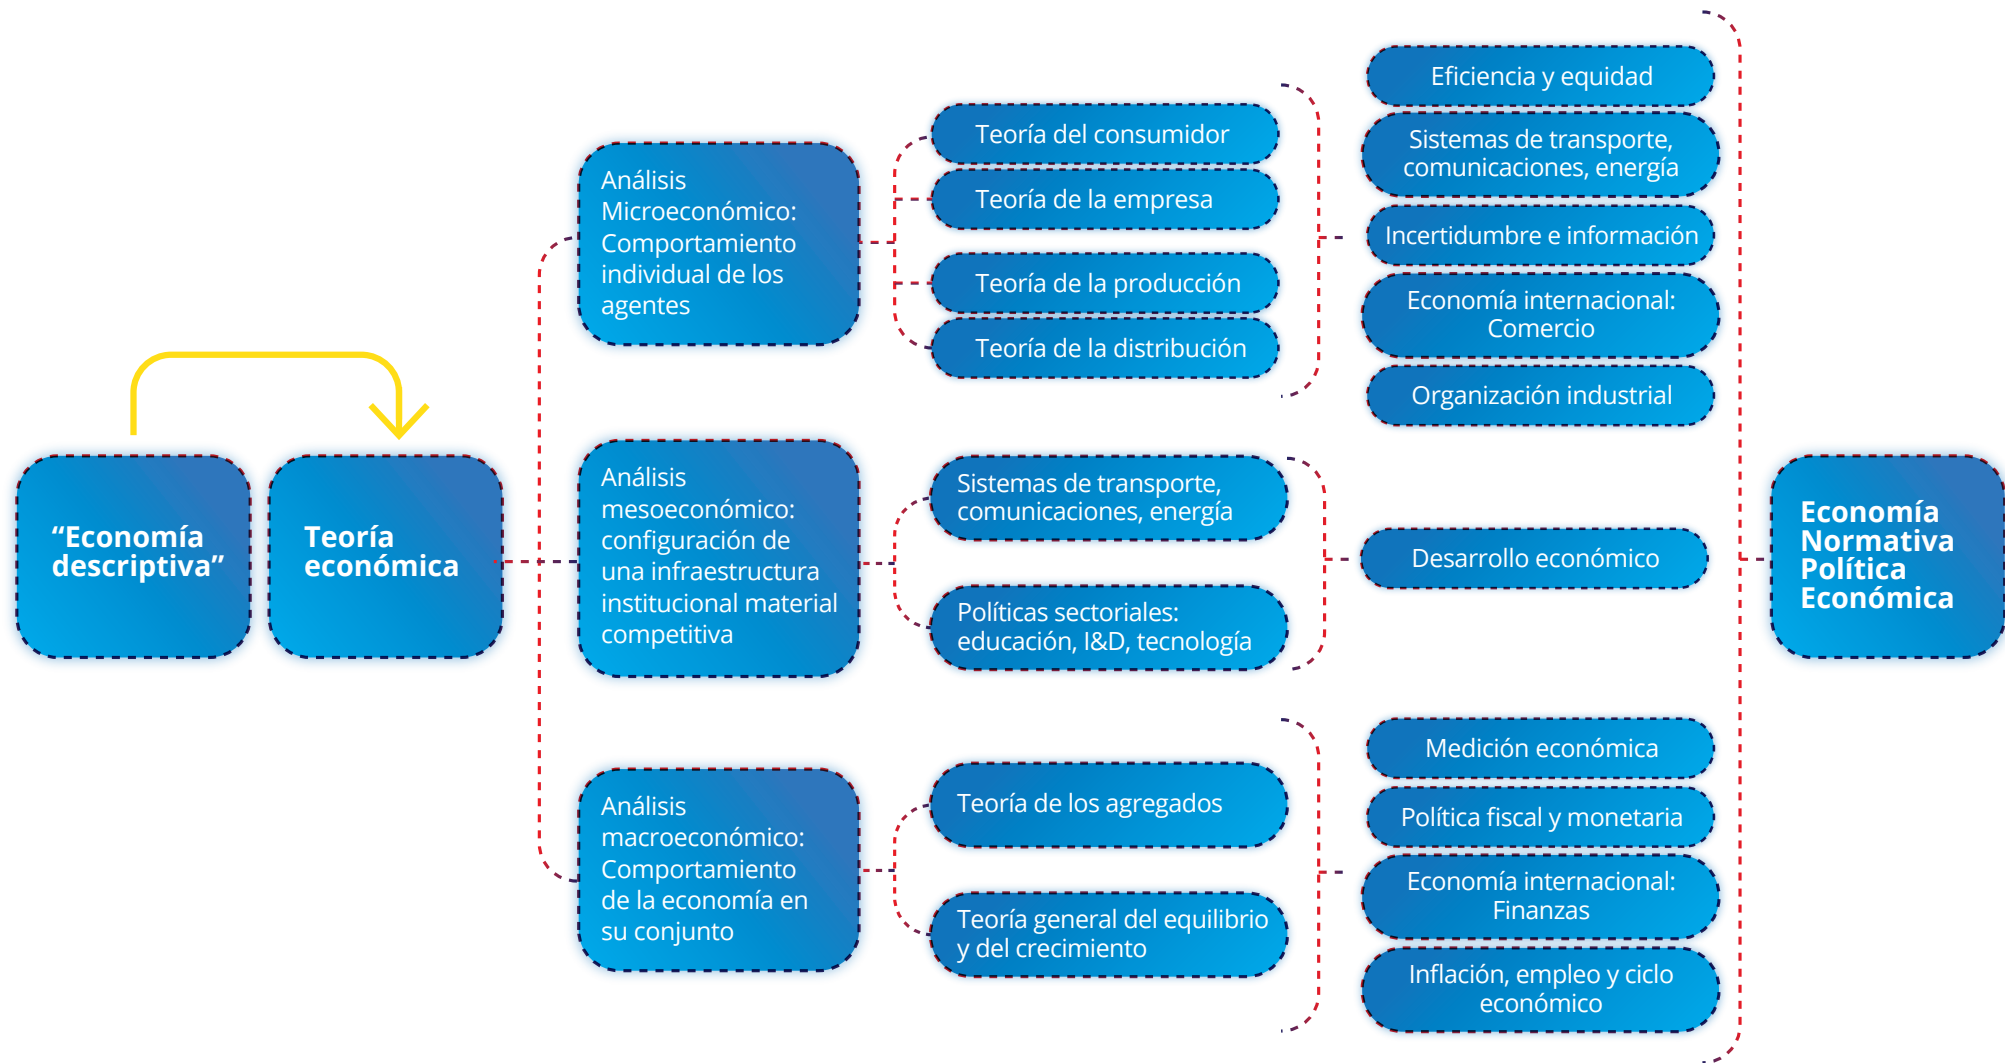 “Economía
descriptiva”
Teoría
económica
Análisis
Microeconómico:
Comportamiento
individual de los
agentes
Teoría del consumidor
Teoría de la empresa
Teoría de la producción
Teoría de la distribución
Eficiencia y equidad
Sistemas de transporte,
comunicaciones, energía
Incertidumbre e información
Economía internacional:
Comercio
Organización industrial
Análisis
mesoeconómico:
configuración de
una infraestructura
institucional material
competitiva
Sistemas de transporte,
comunicaciones, energía
Políticas sectoriales:
educación, I&D, tecnología
Desarrollo económico
Análisis
macroeconómico:
Comportamiento
de la economía en
su conjunto
Teoría de los agregados
Teoría general del equilibrio
y del crecimiento
Medición económica
Política fiscal y monetaria
Economía internacional:
Finanzas
Inflación, empleo y ciclo
económico
Economía
Normativa
Política
Económica